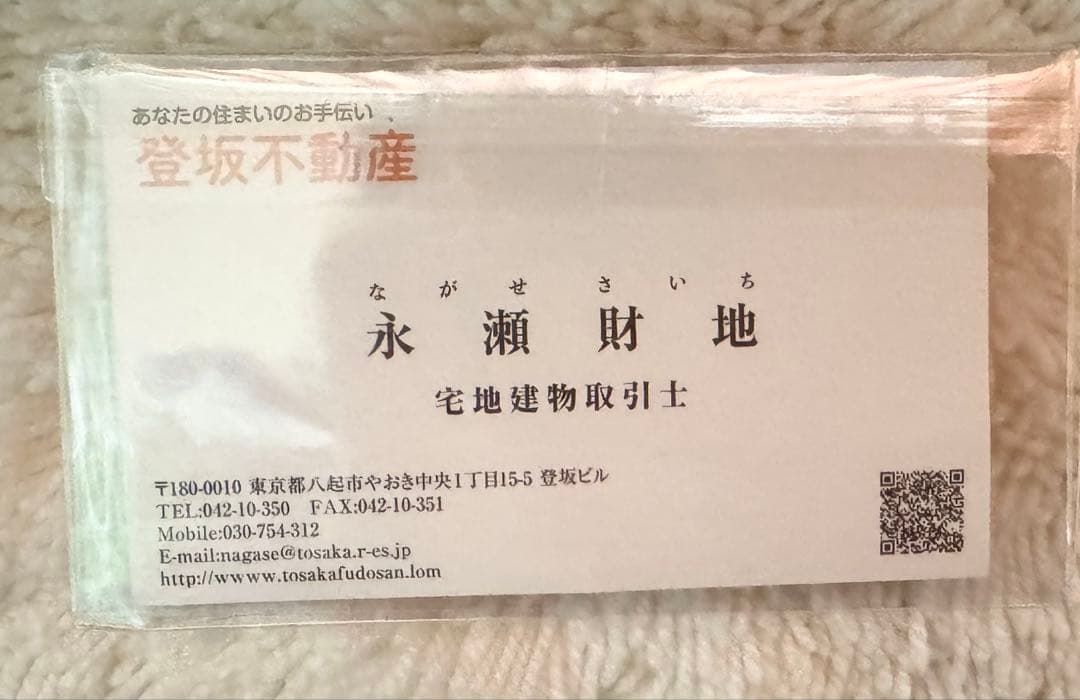 あなたの住まいのお手伝い
登坂不動産
ながせ さいち
永瀬財地
宅地建物取引士
〒180-0010 東京都八起市やおき中央1丁目15-5 登坂ビル
TEL:042-10-350 FAX:042-10-351
Mobile:030-754-312
E-mail:nagase@tosaka.r-es.jp
http://www.tosakafudosan.lom